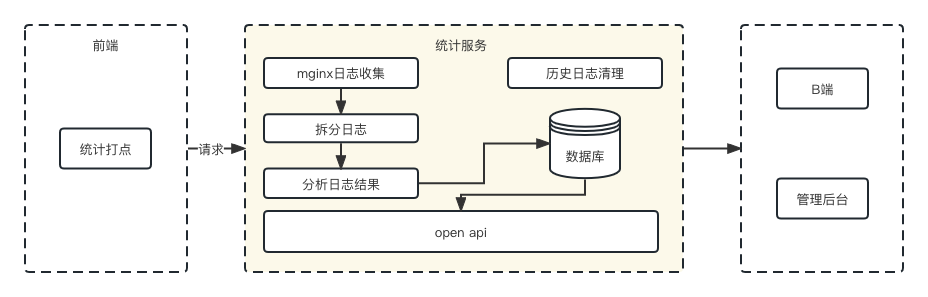 前端
统计打点
请求
统计服务
mginx日志收集
拆分日志
分析日志结果
历史日志清理
数据库
open api
B端
管理后台